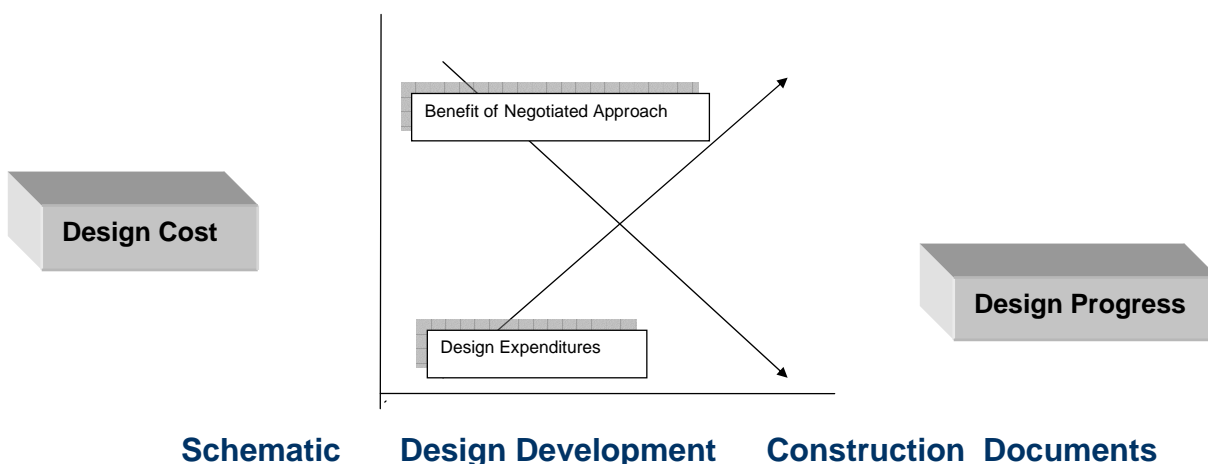 Benefit of Negotiated Approach
Design Cost
Design Progress
Design Expenditures
Schematic Design Development Construction Documents